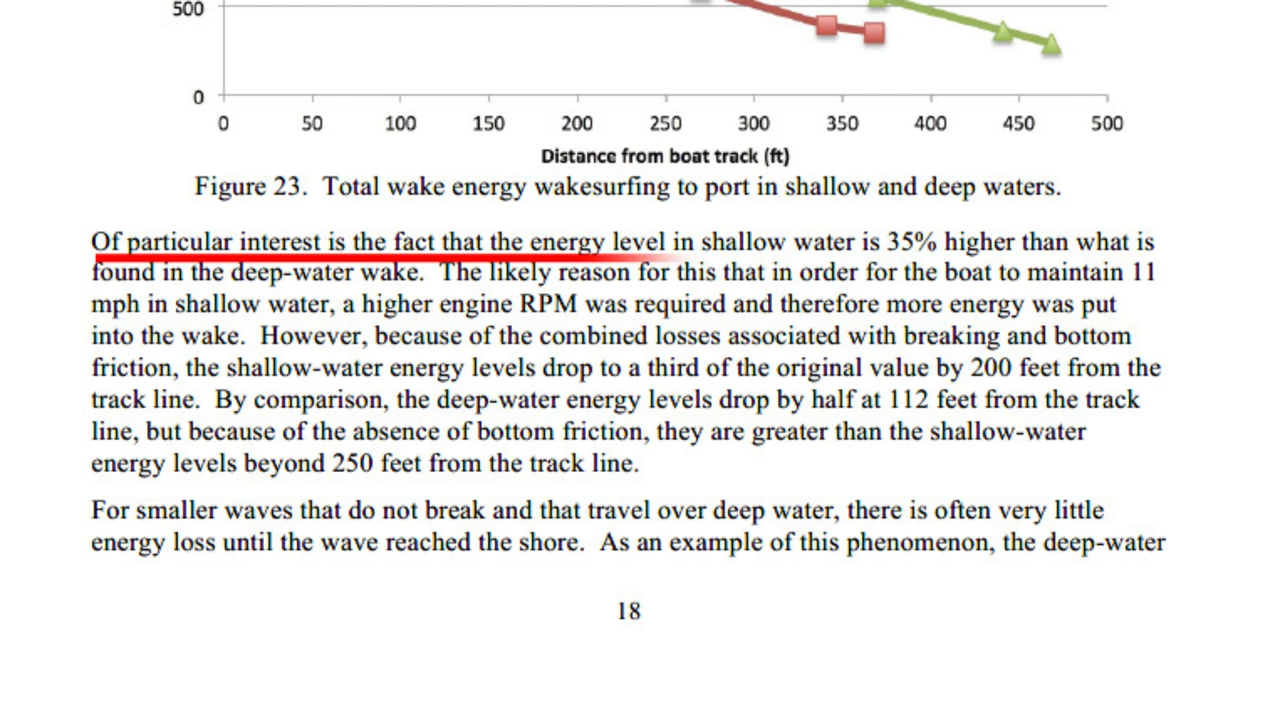 500
0
0 50 100 150 200 250 300 350 400 450 500
Distance from boat track (ft)
Figure 23. Total wake energy wakesurfing to port in shallow and deep waters.
Of particular interest is the fact that the energy level in shallow water is 35% higher than what is
found in the deep-water wake. The likely reason for this that in order for the boat to maintain 11
mph in shallow water, a higher engine RPM was required and therefore more energy was put
into the wake. However, because of the combined losses associated with breaking and bottom
friction, the shallow-water energy levels drop to a third of the original value by 200 feet from the
track line. By comparison, the deep-water energy levels drop by half at 112 feet from the track
line, but because of the absence of bottom friction, they are greater than the shallow-water
energy levels beyond 250 feet from the track line.
For smaller waves that do not break and that travel over deep water, there is often very little
energy loss until the wave reached the shore. As an example of this phenomenon, the deep-water
18